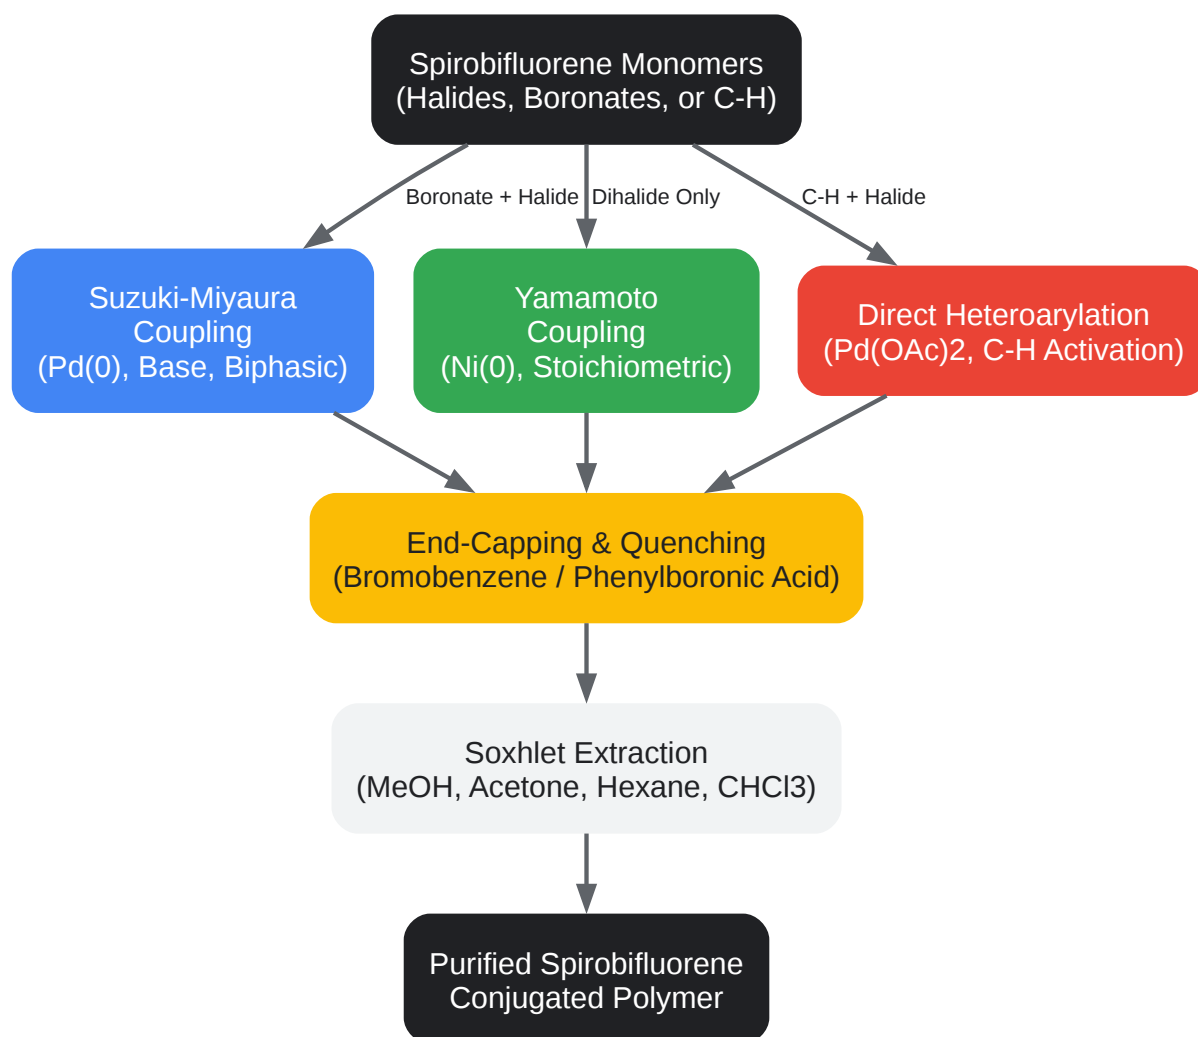 Spirobifluorene Monomers
(Halides, Boronates, or C-H)
Boronate + Halide
Dihalide Only
C-H + Halide
Suzuki-Miyaura
Coupling
(Pd(0), Base, Biphasic)
Yamamoto
Coupling
(Ni(0), Stoichiometric)
Direct Heteroarylation
(Pd(OAc)2, C-H Activation)
End-Capping & Quenching
(Bromobenzene / Phenylboronic Acid)
Soxhlet Extraction
(MeOH, Acetone, Hexane, CHCl3)
Purified Spirobifluorene
Conjugated Polymer